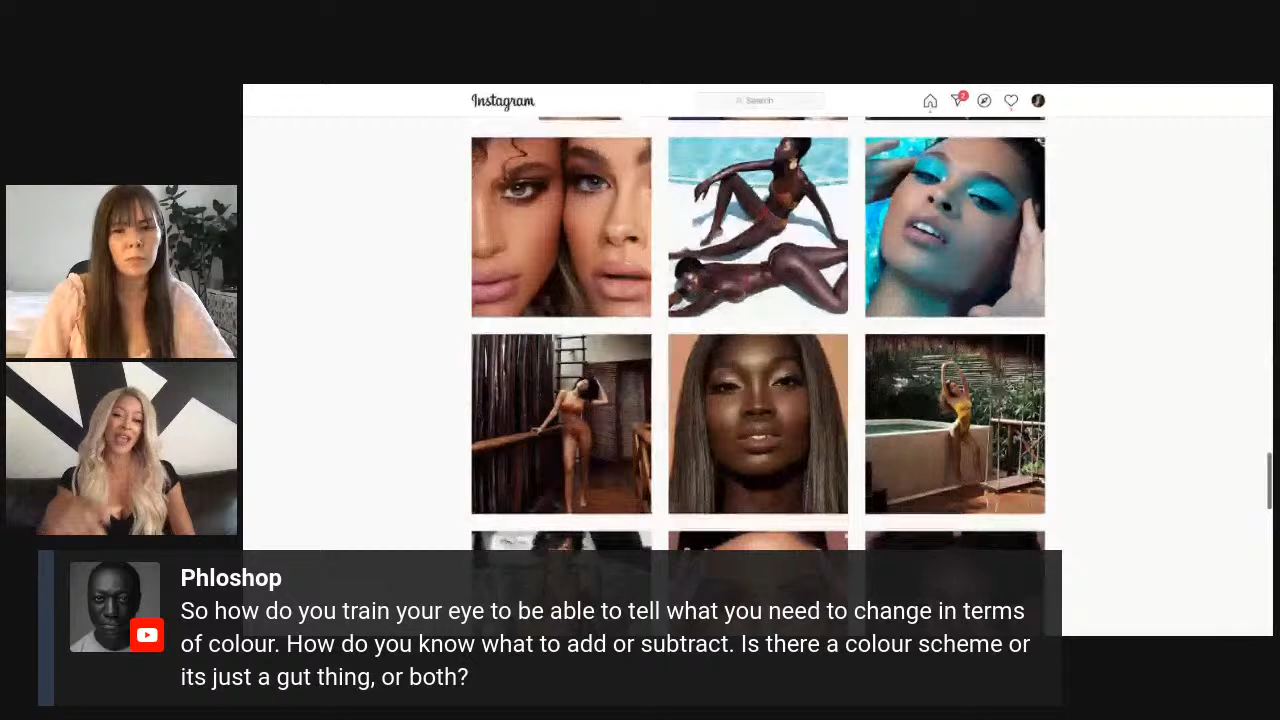 Instagram
Search
2
Phloshop
So how do you train your eye to be able to tell what you need to change in terms
of colour. How do you know what to add or subtract. Is there a colour scheme or
its just a gut thing, or both?